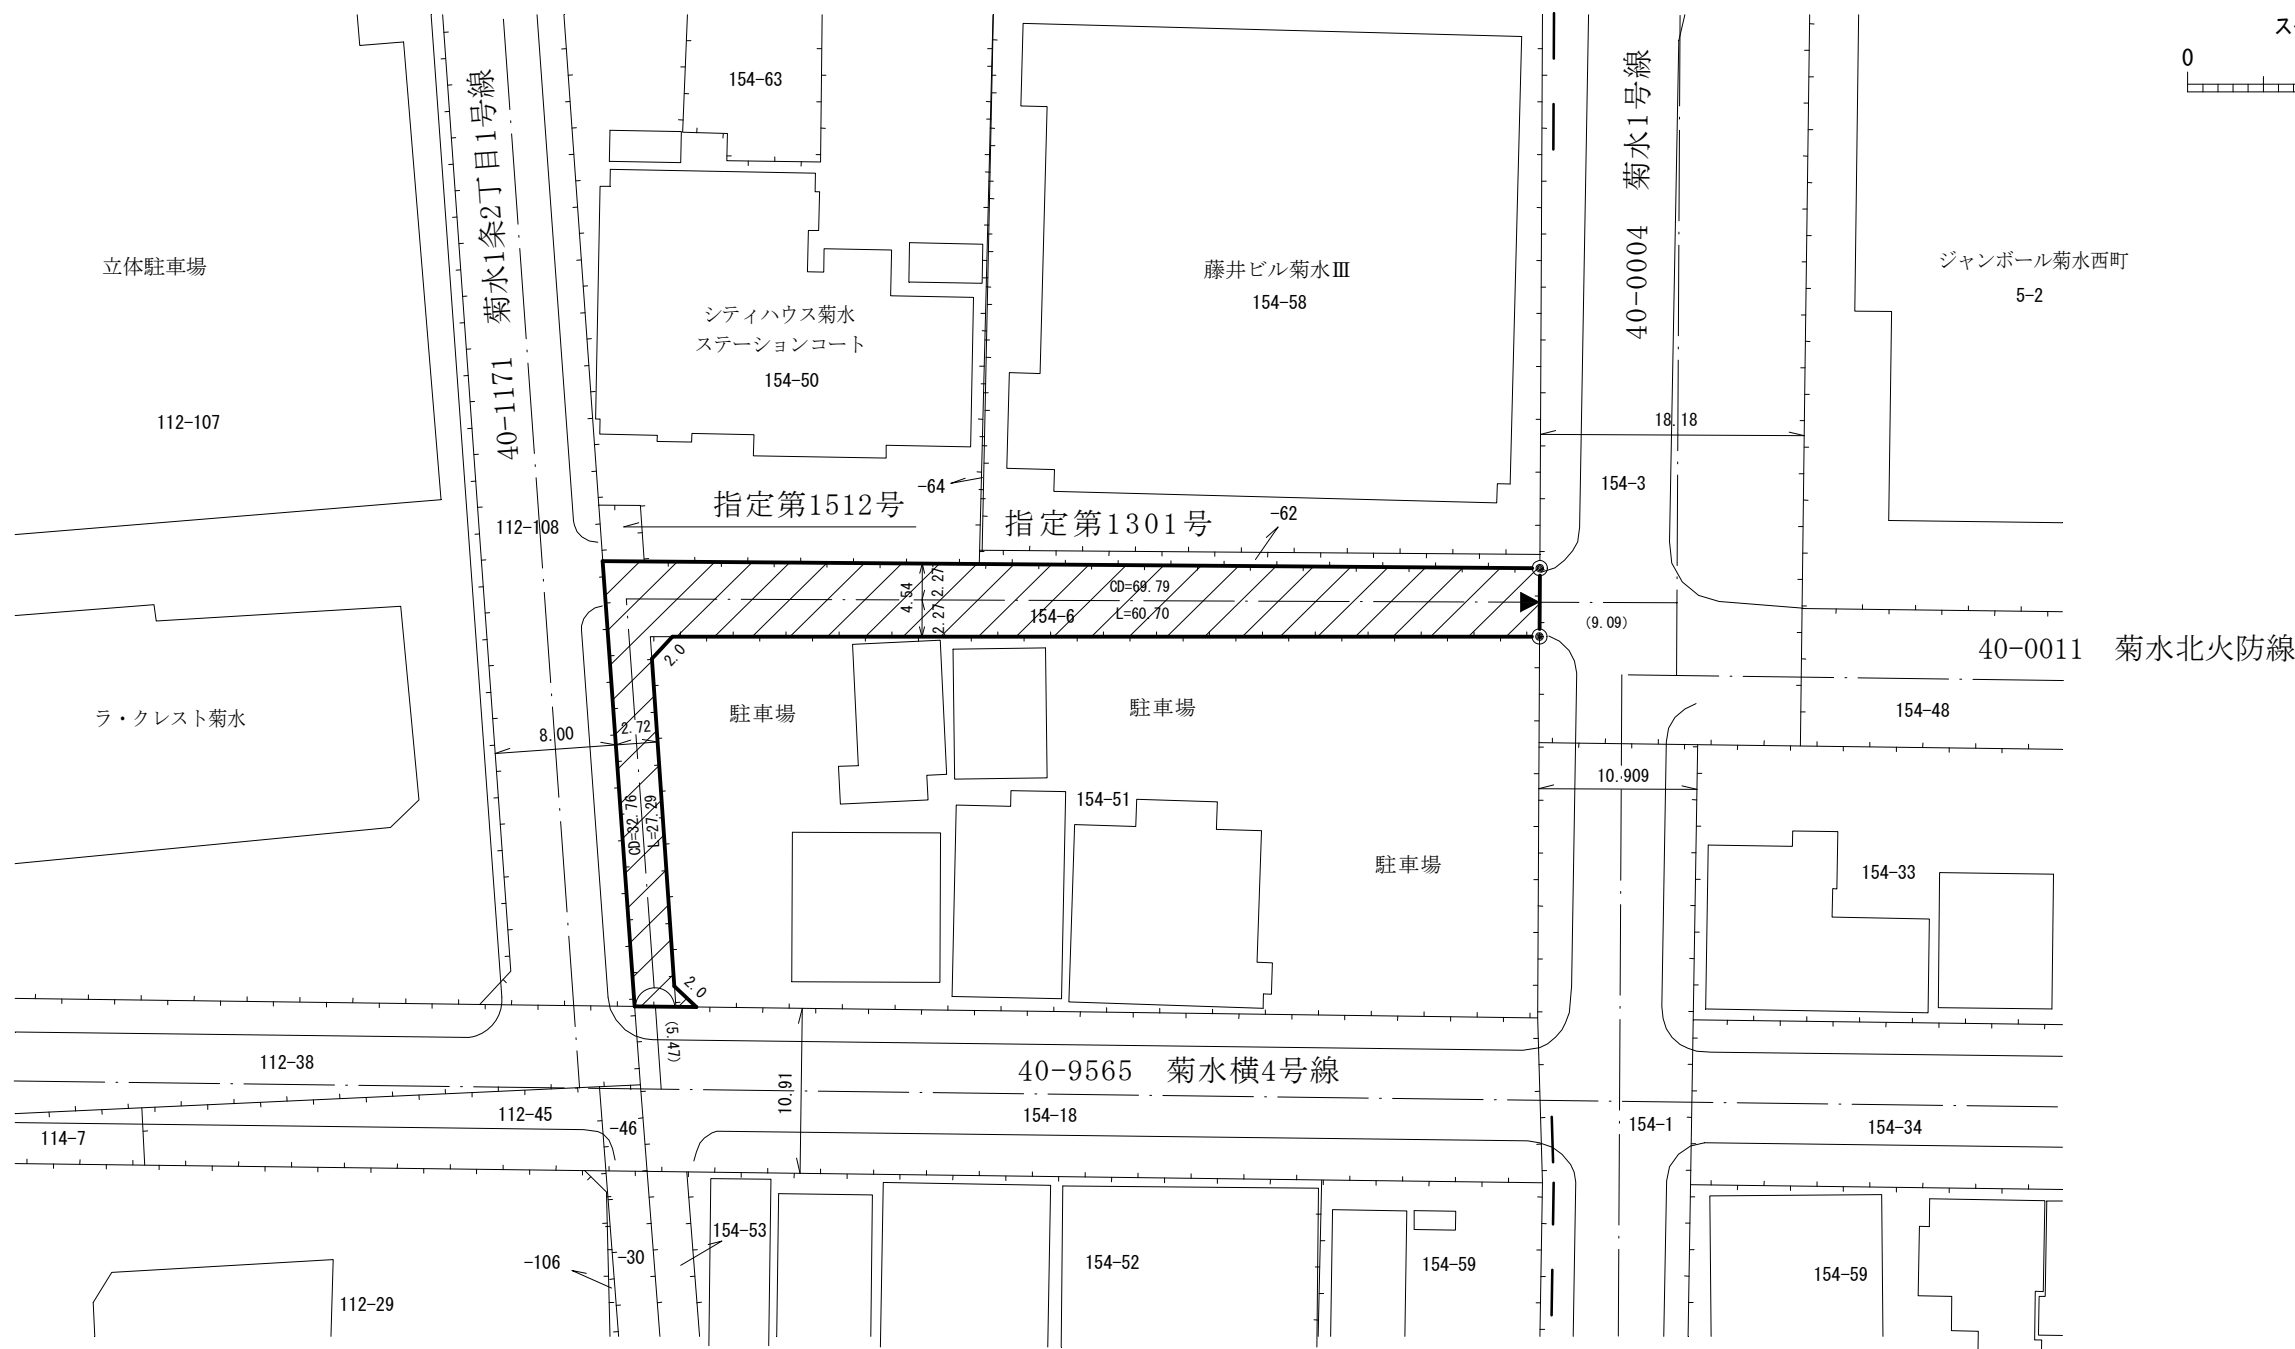 ス
0
154-63
40-1171 菊水1条2丁目1号線
40-0004 菊水1号線
立体駐車場
112-107
シティハウス菊水
ステーションコート
154-50
藤井ビル菊水Ⅲ
154-58
ジャンボール菊水西町
5-2
18.18
154-3
-64
指定第1512号
指定第1301号
-62
112-108
4.54
2.27
2.27
CD=69.79
L=60.70
154-6
(9.09)
40-0011 菊水北火防線
2.0
ラ・クレスト菊水
8.00
2.72
駐車場
駐車場
154-48
10.909
CD=32.76
L=27.29
154-51
駐車場
154-33
2.0
(5.47)
112-38
40-9565 菊水横4号線
10.91
112-45
-46
154-18
154-1
154-34
114-7
154-53
-106
-30
154-52
154-59
154-59
112-29